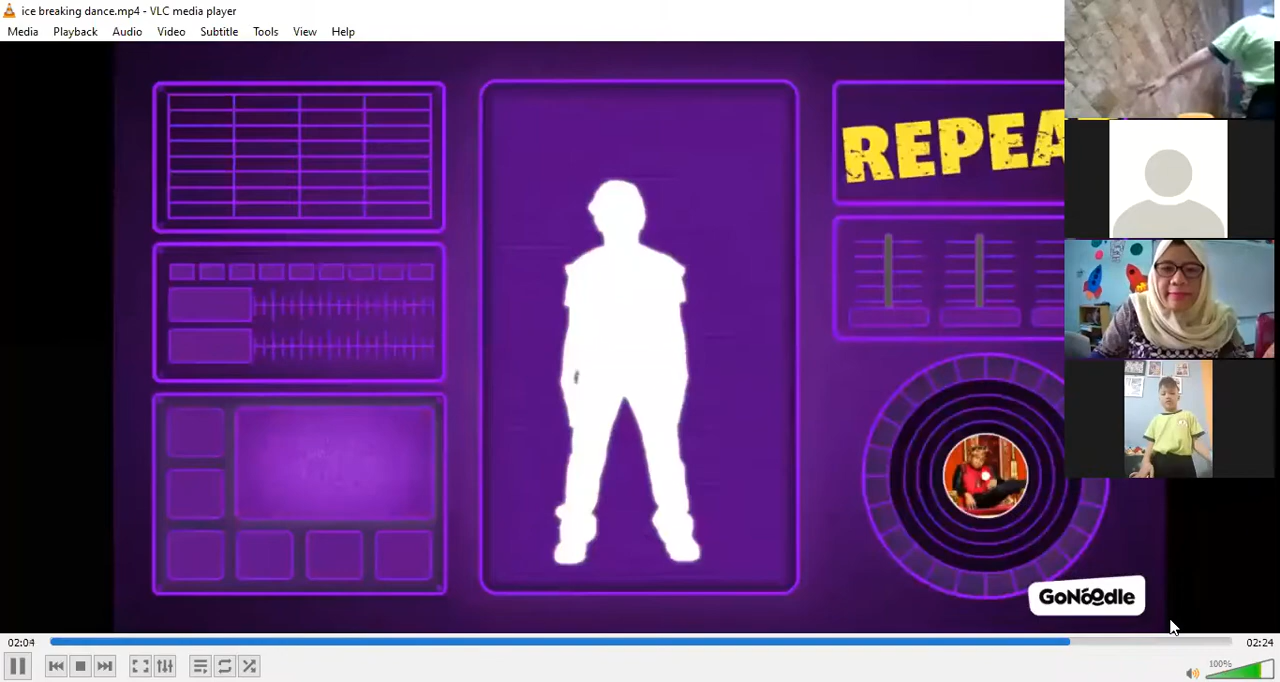 ice breaking dance.mp4 - VLC media player
Media Playback Audio Video Subtitle Tools View Help
REPEA
GoNoodle
02:04
02:24
100%